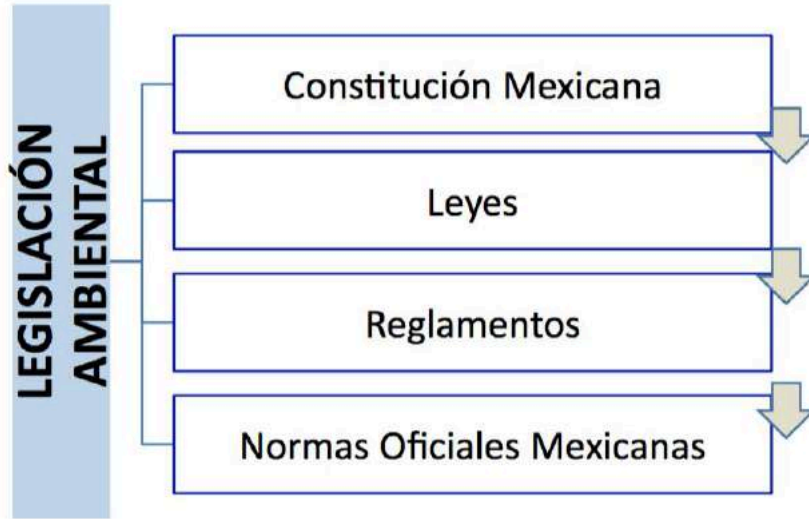 LEGISLACIÓN
AMBIENTAL
Constitución Mexicana
Leyes
Reglamentos
Normas Oficiales Mexicanas